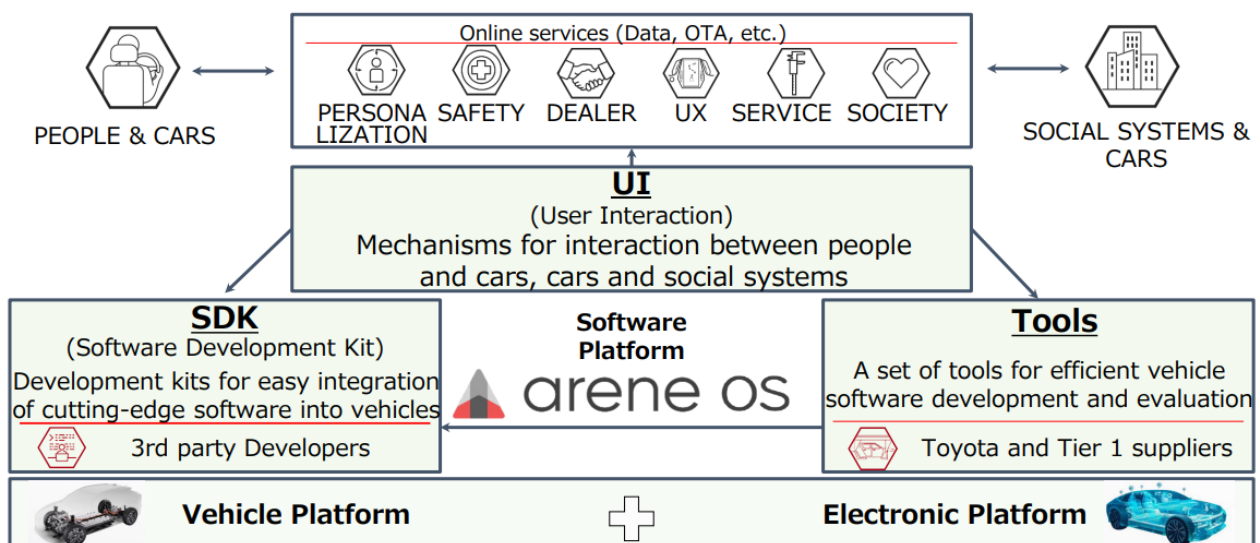 Online services (Data, OTA, etc.)
PERSONA
LIZATION
SAFETY
DEALER
UX
SERVICE
SOCIETY
PEOPLE & CARS
SOCIAL SYSTEMS &
CARS
UI
(User Interaction)
Mechanisms for interaction between people
and cars, cars and social systems
SDK
(Software Development Kit)
Development kits for easy integration
of cutting-edge software into vehicles
3rd party Developers
Software
Platform
arene os
Tools
A set of tools for efficient vehicle
software development and evaluation
Toyota and Tier 1 suppliers
Vehicle Platform
Electronic Platform